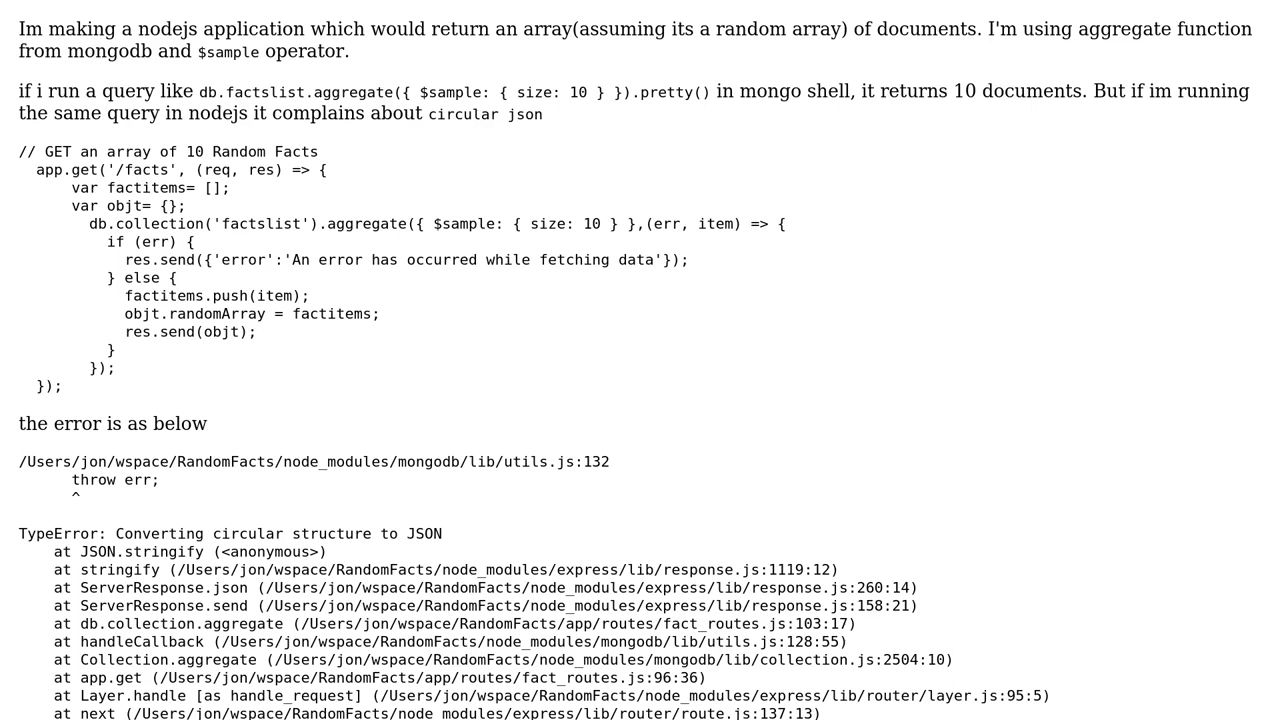 Im making a nodejs application which would return an array(assuming its a random array) of documents. I'm using aggregate function
from mongodb and $sample operator.
if i run a query like db.factslist.aggregate({ $sample: { size: 10 } }).pretty() in mongo shell, it returns 10 documents. But if im running
the same query in nodejs it complains about circular json
// GET an array of 10 Random Facts
  app.get('/facts', (req, res) => {
      var factitems= [];
      var objt= {};
        db.collection('factslist').aggregate({ $sample: { size: 10 } },(err, item) => {
          if (err) {
            res.send({'error':'An error has occurred while fetching data'});
          } else {
            factitems.push(item);
            objt.randomArray = factitems;
            res.send(objt);
          }
        });
  });
the error is as below
/Users/jon/wspace/RandomFacts/node_modules/mongodb/lib/utils.js:132
      throw err;
      ^
TypeError: Converting circular structure to JSON
    at JSON.stringify (<anonymous>)
    at stringify (/Users/jon/wspace/RandomFacts/node_modules/express/lib/response.js:1119:12)
    at ServerResponse.json (/Users/jon/wspace/RandomFacts/node_modules/express/lib/response.js:260:14)
    at ServerResponse.send (/Users/jon/wspace/RandomFacts/node_modules/express/lib/response.js:158:21)
    at db.collection.aggregate (/Users/jon/wspace/RandomFacts/app/routes/fact_routes.js:103:17)
    at handleCallback (/Users/jon/wspace/RandomFacts/node_modules/mongodb/lib/utils.js:128:55)
    at Collection.aggregate (/Users/jon/wspace/RandomFacts/node_modules/mongodb/lib/collection.js:2504:10)
    at app.get (/Users/jon/wspace/RandomFacts/app/routes/fact_routes.js:96:36)
    at Layer.handle [as handle_request] (/Users/jon/wspace/RandomFacts/node_modules/express/lib/router/layer.js:95:5)
    at next (/Users/jon/wspace/RandomFacts/node_modules/express/lib/router/route.js:137:13)